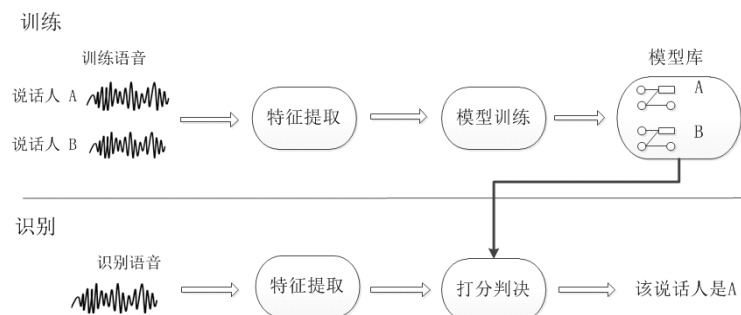 训练
训练语音
模型库
说话人 A
特征提取
模型训练
A
说话人 B
B
识别
识别语音
特征提取
打分判决
该说话人是A